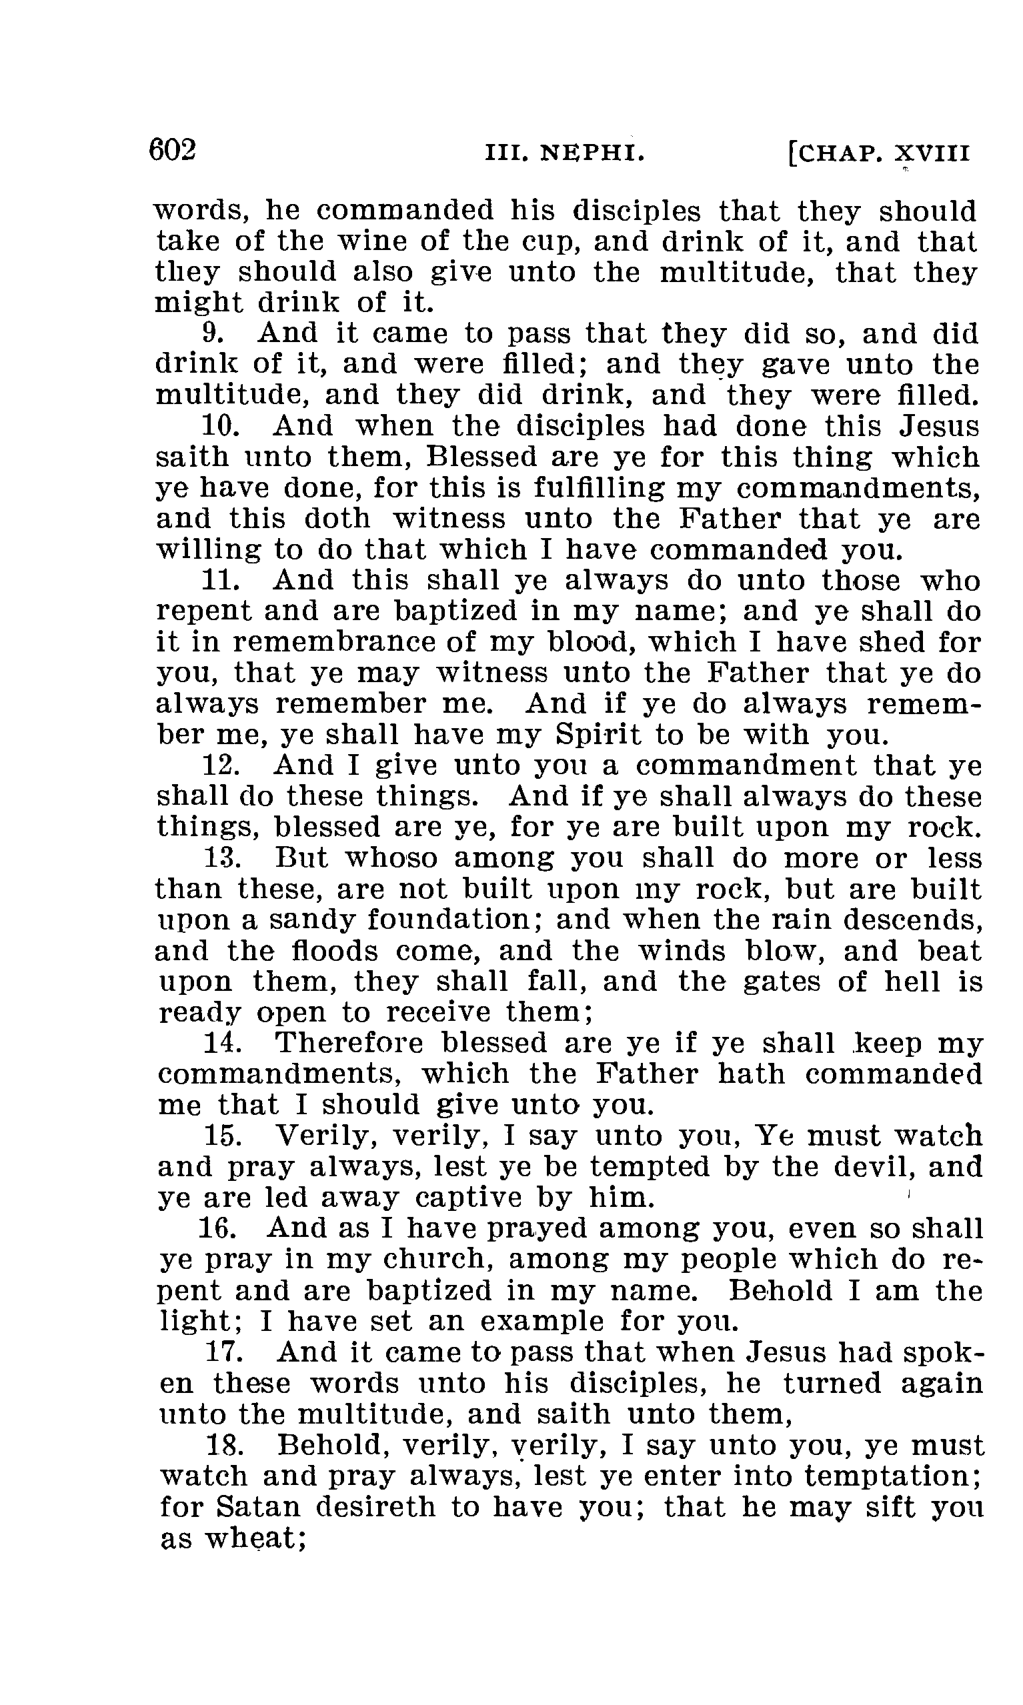 602 III. NEPHI. [CHAP. XVIII
words, he commanded his disciples that they should
take of the wine of the cup, and drink of it, and that
they should also give unto the multitude, that they
might drink of it.
9. And it came to pass that they did so, and did
drink of it, and were filled; and they gave unto the
multitude, and they did drink, and they were filled.
10. And when the disciples had done this Jesus
saith unto them, Blessed are ye for this thing which
ye have done, for this is fulfilling my commandments,
and this doth witness unto the Father that ye are
willing to do that which I have commanded you.
11. And this shall ye always do unto those who
repent and are baptized in my name; and ye shall do
it in remembrance of my blood, which I have shed for
you, that ye may witness unto the Father that ye do
always remember me. And if ye do always remem-
ber me, ye shall have my Spirit to be with you.
12. And I give unto you a commandment that ye
shall do these things. And if ye shall always do these
things, blessed are ye, for ye are built upon my rock.
13. But whoso among you shall do more or less
than these, are not built upon my rock, but are built
upon a sandy foundation; and when the rain descends,
and the floods come, and the winds blow, and beat
upon them, they shall fall, and the gates of hell is
ready open to receive them;
14. Therefore blessed are ye if ye shall keep my
commandments, which the Father hath commanded
me that I should give unto you.
15. Verily, verily, I say unto you, Ye must watch
and pray always, lest ye be tempted by the devil, and
ye are led away captive by him.
16. And as I have prayed among you, even so shall
ye pray in my church, among my people which do re-
pent and are baptized in my name. Behold I am the
light; I have set an example for you.
17. And it came to pass that when Jesus had spok-
en these words unto his disciples, he turned again
unto the multitude, and saith unto them,
18. Behold, verily, verily, I say unto you, ye must
watch and pray always, lest ye enter into temptation;
for Satan desireth to have you; that he may sift you
as wheat;